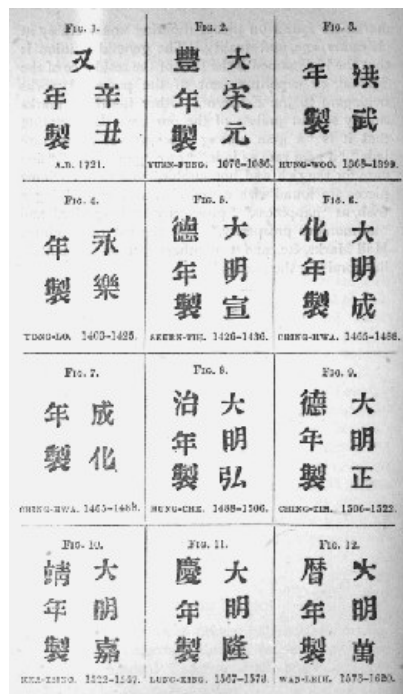 FIG. 1.
又
辛丑
年製
A.D. 1721.
FIG. 2.
大宋元
豐年製
YUEN-FUNG. 1078-1086.
FIG. 3.
洪武
年製
HUNG-WOO. 1368-1399.
FIG. 4.
永樂
年製
YUNG-LO. 1403-1425.
FIG. 5.
大明宣
德年製
SEUEN-TIH. 1426-1436.
FIG. 6.
大明成
化年製
CHING-HWA. 1465-1488.
FIG. 7.
成化
年製
CHING-HWA. 1465-1488.
FIG. 8.
大明弘
治年製
HUNG-CHE. 1488-1506.
FIG. 9.
大明正
德年製
CHING-TIH. 1506-1522.
FIG. 10.
大明嘉
靖年製
KEA-TSING. 1522-1567.
FIG. 11.
大明隆
慶年製
LUNG-KING. 1567-1573.
FIG. 12.
大明萬
曆年製
WAN-LEIH. 1573-1620.